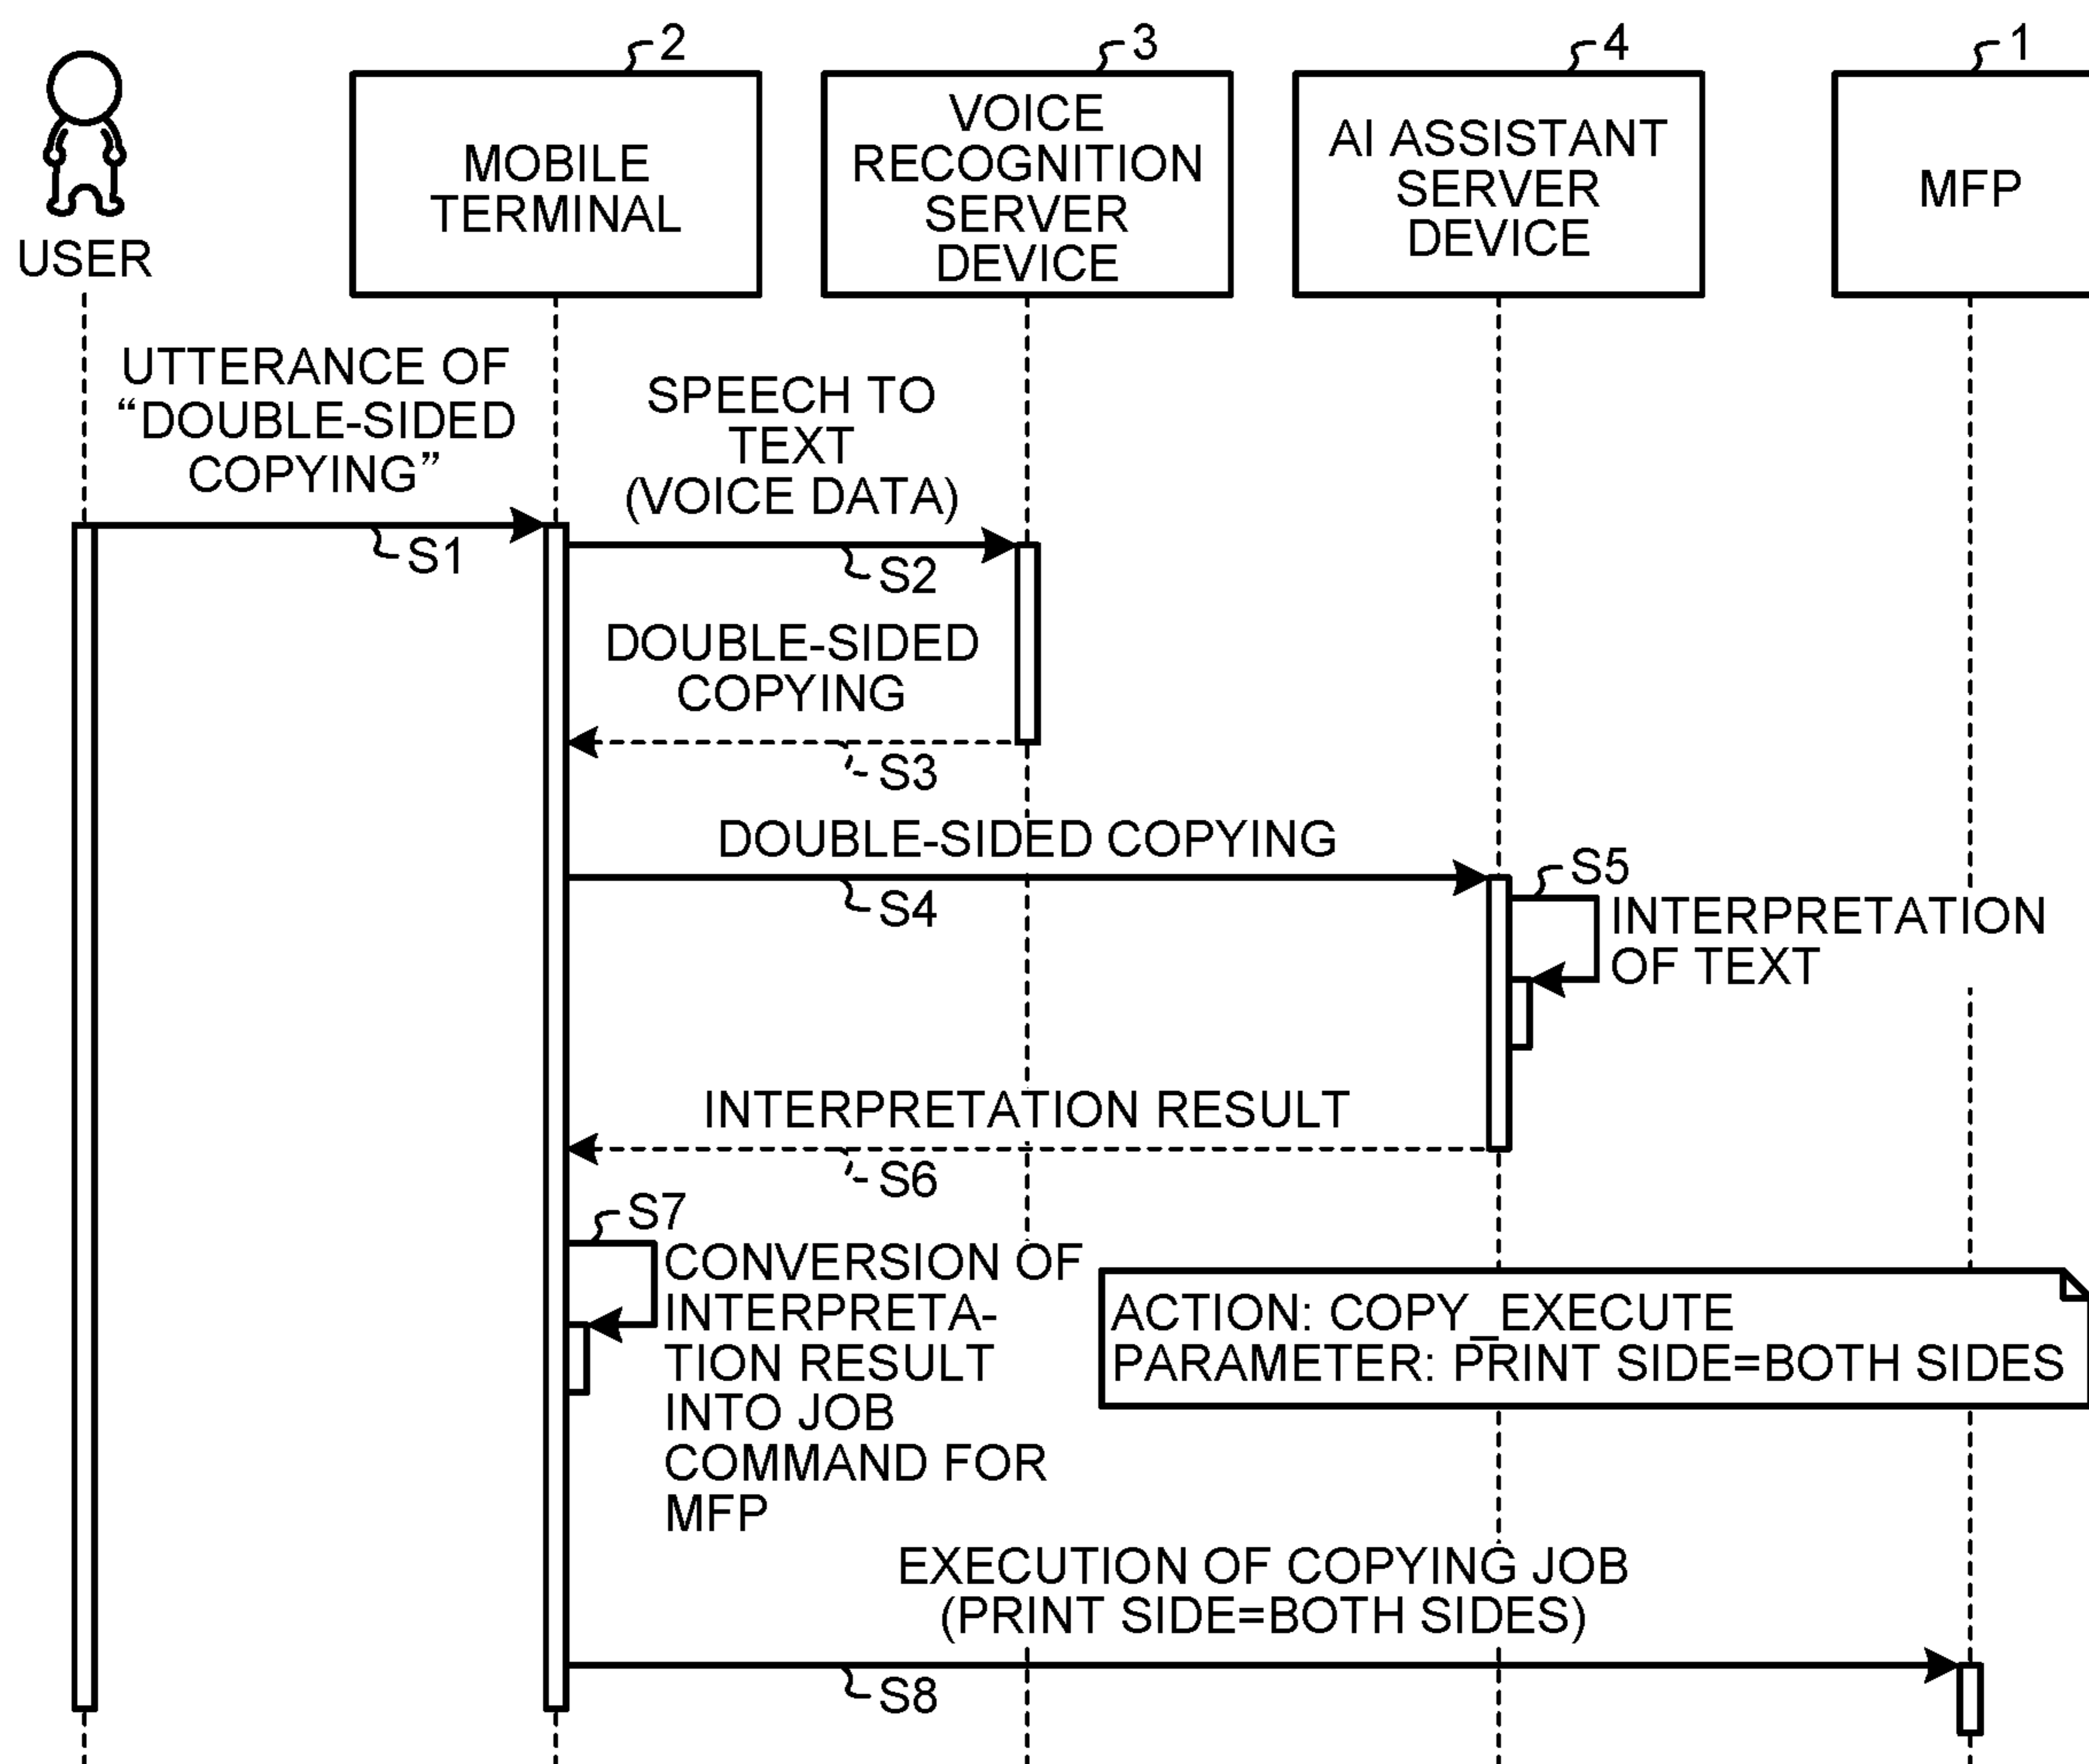 2
3
4
1
USER
MOBILE
TERMINAL
VOICE
RECOGNITION
SERVER
DEVICE
AI ASSISTANT
SERVER
DEVICE
MFP
UTTERANCE OF
“DOUBLE-SIDED
COPYING”
S1
SPEECH TO
TEXT
(VOICE DATA)
S2
DOUBLE-SIDED
COPYING
S3
DOUBLE-SIDED COPYING
S4
S5
INTERPRETATION
OF TEXT
INTERPRETATION RESULT
S6
S7
CONVERSION OF
INTERPRETA-
TION RESULT
INTO JOB
COMMAND FOR
MFP
ACTION: COPY_EXECUTE
PARAMETER: PRINT SIDE=BOTH SIDES
EXECUTION OF COPYING JOB
(PRINT SIDE=BOTH SIDES)
S8